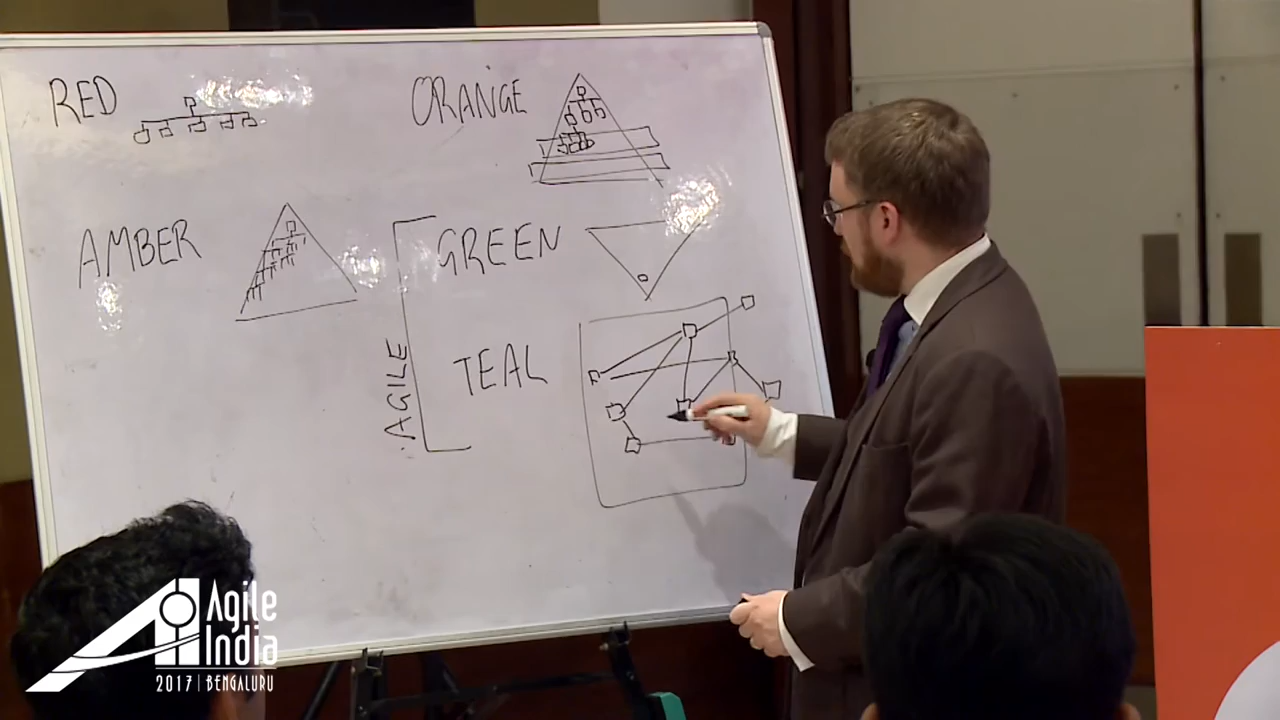 RED
ORANGE
AMBER
GREEN
AGILE
TEAL
Agile
India
2017 | BENGALURU